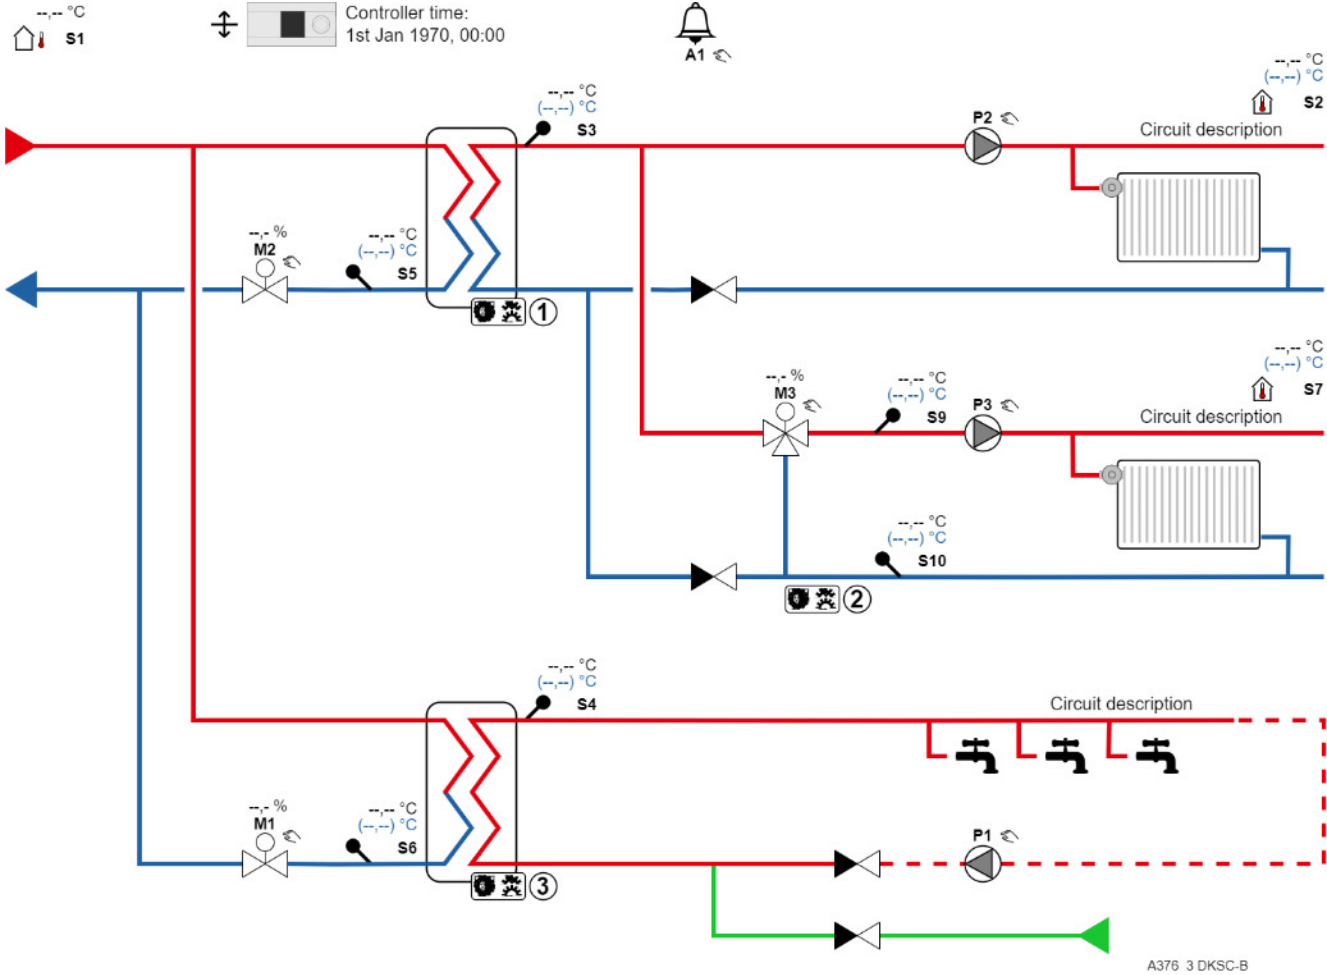 --,-- °C
S1
Controller time:
1st Jan 1970, 00:00
A1
--,-- °C
(--,--) °C
S2
Circuit description
--,-- °C
(--,--) °C
S3
P2
--,- %
M2
--,-- °C
(--,--) °C
S5
1
--,-- °C
(--,--) °C
S7
Circuit description
--,- %
M3
--,-- °C
(--,--) °C
S9
P3
--,-- °C
(--,--) °C
S10
2
--,-- °C
(--,--) °C
S4
Circuit description
--,- %
M1
--,-- °C
(--,--) °C
S6
P1
3
A376 3 DKSC-B